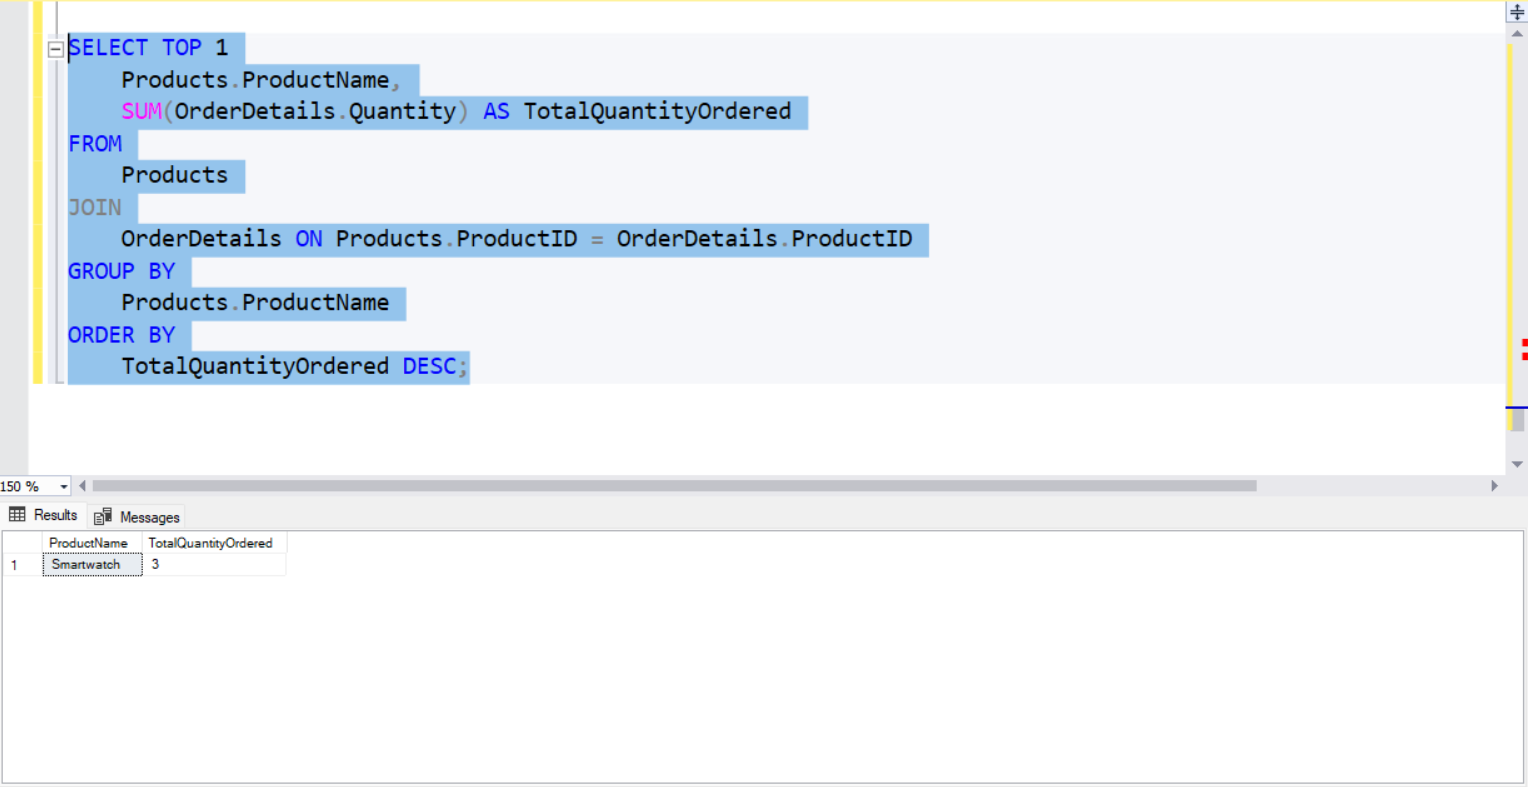 SELECT TOP 1
    Products.ProductName,
    SUM(OrderDetails.Quantity) AS TotalQuantityOrdered
FROM
    Products
JOIN
    OrderDetails ON Products.ProductID = OrderDetails.ProductID
GROUP BY
    Products.ProductName
ORDER BY
    TotalQuantityOrdered DESC;
150 %
Results Messages
ProductName TotalQuantityOrdered
1 Smartwatch 3